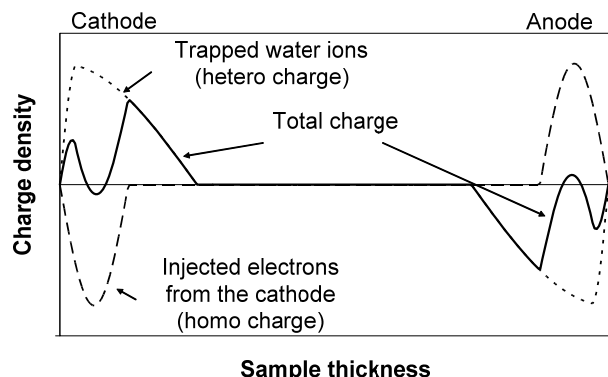 Cathode
Anode
Trapped water ions
(hetero charge)
Total charge
Charge density
Injected electrons
from the cathode
(homo charge)
Sample thickness